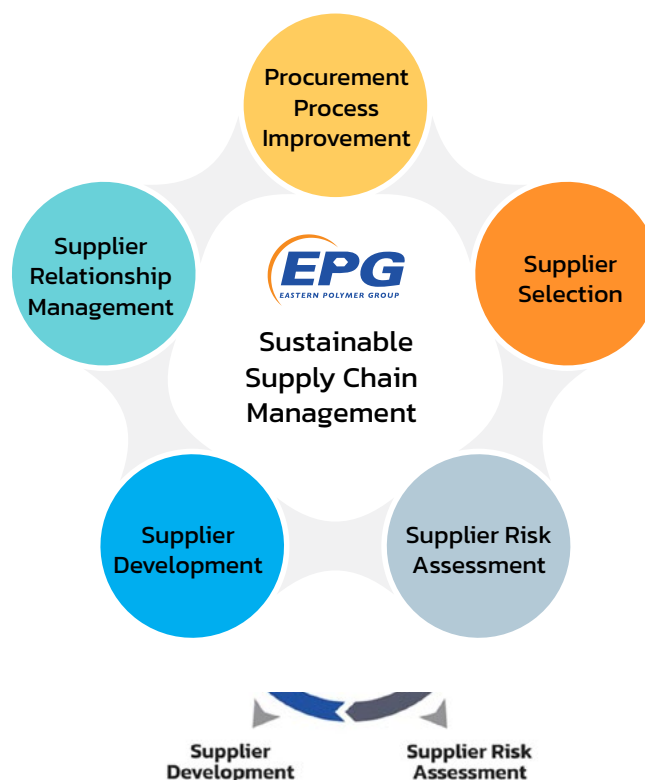 Procurement
Process
Improvement
Supplier
Relationship
Management
Supplier
Selection
EPG
EASTERN POLYMER GROUP
Sustainable
Supply Chain
Management
Supplier
Development
Supplier Risk
Assessment
Supplier
Development
Supplier Risk
Assessment